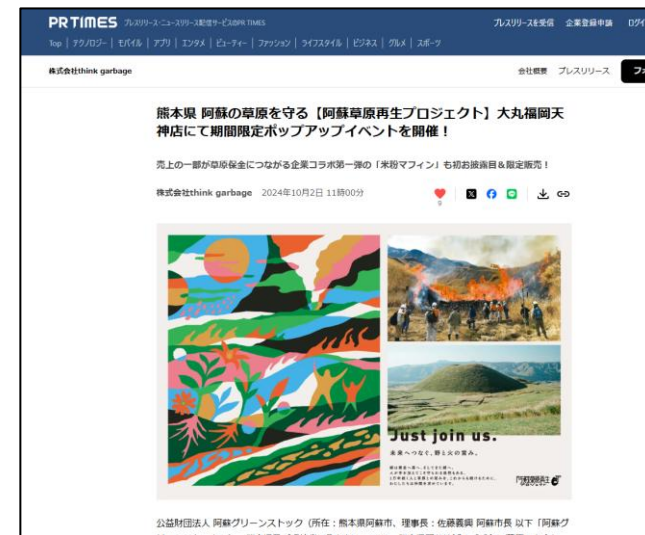 PR TIMES プレスリリース・ニュースリリース配信サービスのPR TIMES プレスリリースを受信 企業登録申請 ログイ
Top | テクノロジー | モバイル | アプリ | エンタメ | ビューティー | ファッション | ライフスタイル | ビジネス | グルメ | スポーツ
株式会社think garbage 会社概要 プレスリリース フォ
熊本県 阿蘇の草原を守る【阿蘇草原再生プロジェクト】大丸福岡天
神店にて期間限定ポップアップイベントを開催！
売上の一部が草原保全につながる企業コラボ第一弾の「米粉マフィン」も初お披露目＆限定販売！
株式会社think garbage 2024年10月2日 11時00分
9
Just join us.
未来へつなぐ、野と火の営み。
阿蘇草原再生
公益財団法人 阿蘇グリーンストック（所在：熊本県阿蘇市、理事長：佐藤義興 阿蘇市長 以下「阿蘇グ